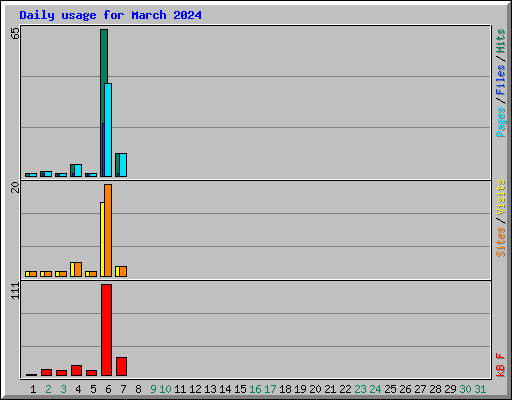 Daily usage for March 2024
65
20
111
Pages/Files/Hits
Sites/Visits
kB F
1 2 3 4 5 6 7 8 9 10 11 12 13 14 15 16 17 18 19 20 21 22 23 24 25 26 27 28 29 30 31